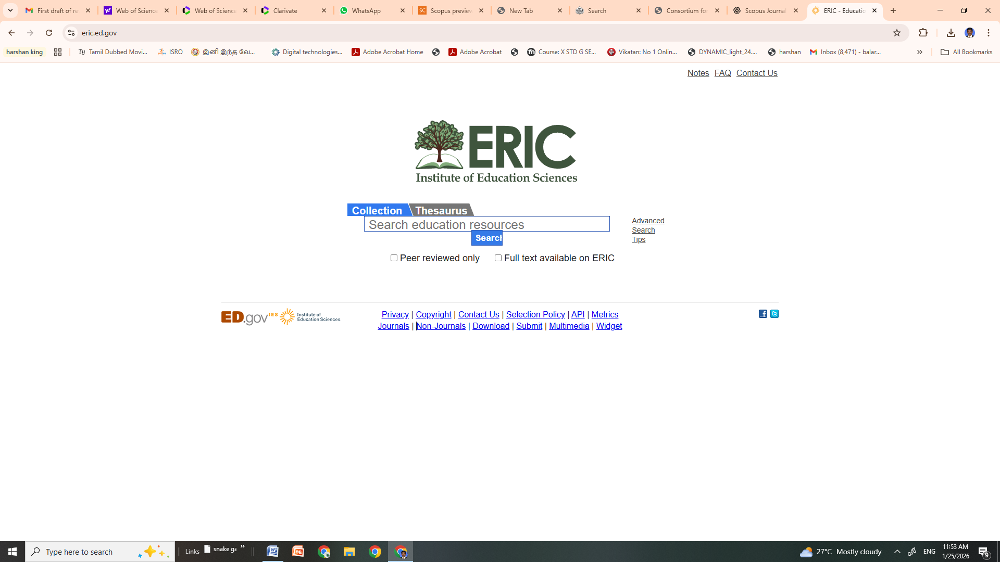 First draft of re
Web of Science
Web of Science
Clarivate
WhatsApp
SC Scopus preview
New Tab
Search
Consortium for
Scopus Journal
ERIC - Educatio
eric.ed.gov
harshan king
Ty Tamil Dubbed Movi...
ISRO
இனி இந்த வே...
Digital technologies...
Adobe Acrobat Home
Adobe Acrobat
Course: X STD G SE...
Vikatan: No 1 Onlin...
DYNAMIC_light_24....
harshan
Inbox (8,471) - balar...
All Bookmarks
Notes FAQ Contact Us
ERIC
Institute of Education Sciences
Collection Thesaurus
Search education resources
Search
Advanced
Search
Tips
Peer reviewed only Full text available on ERIC
ED.gov IES Institute of
Education Sciences
Privacy | Copyright | Contact Us | Selection Policy | API | Metrics
Journals | Non-Journals | Download | Submit | Multimedia | Widget
Type here to search
Links
snake ga
27°C Mostly cloudy
ENG
11:53 AM
1/25/2026
9